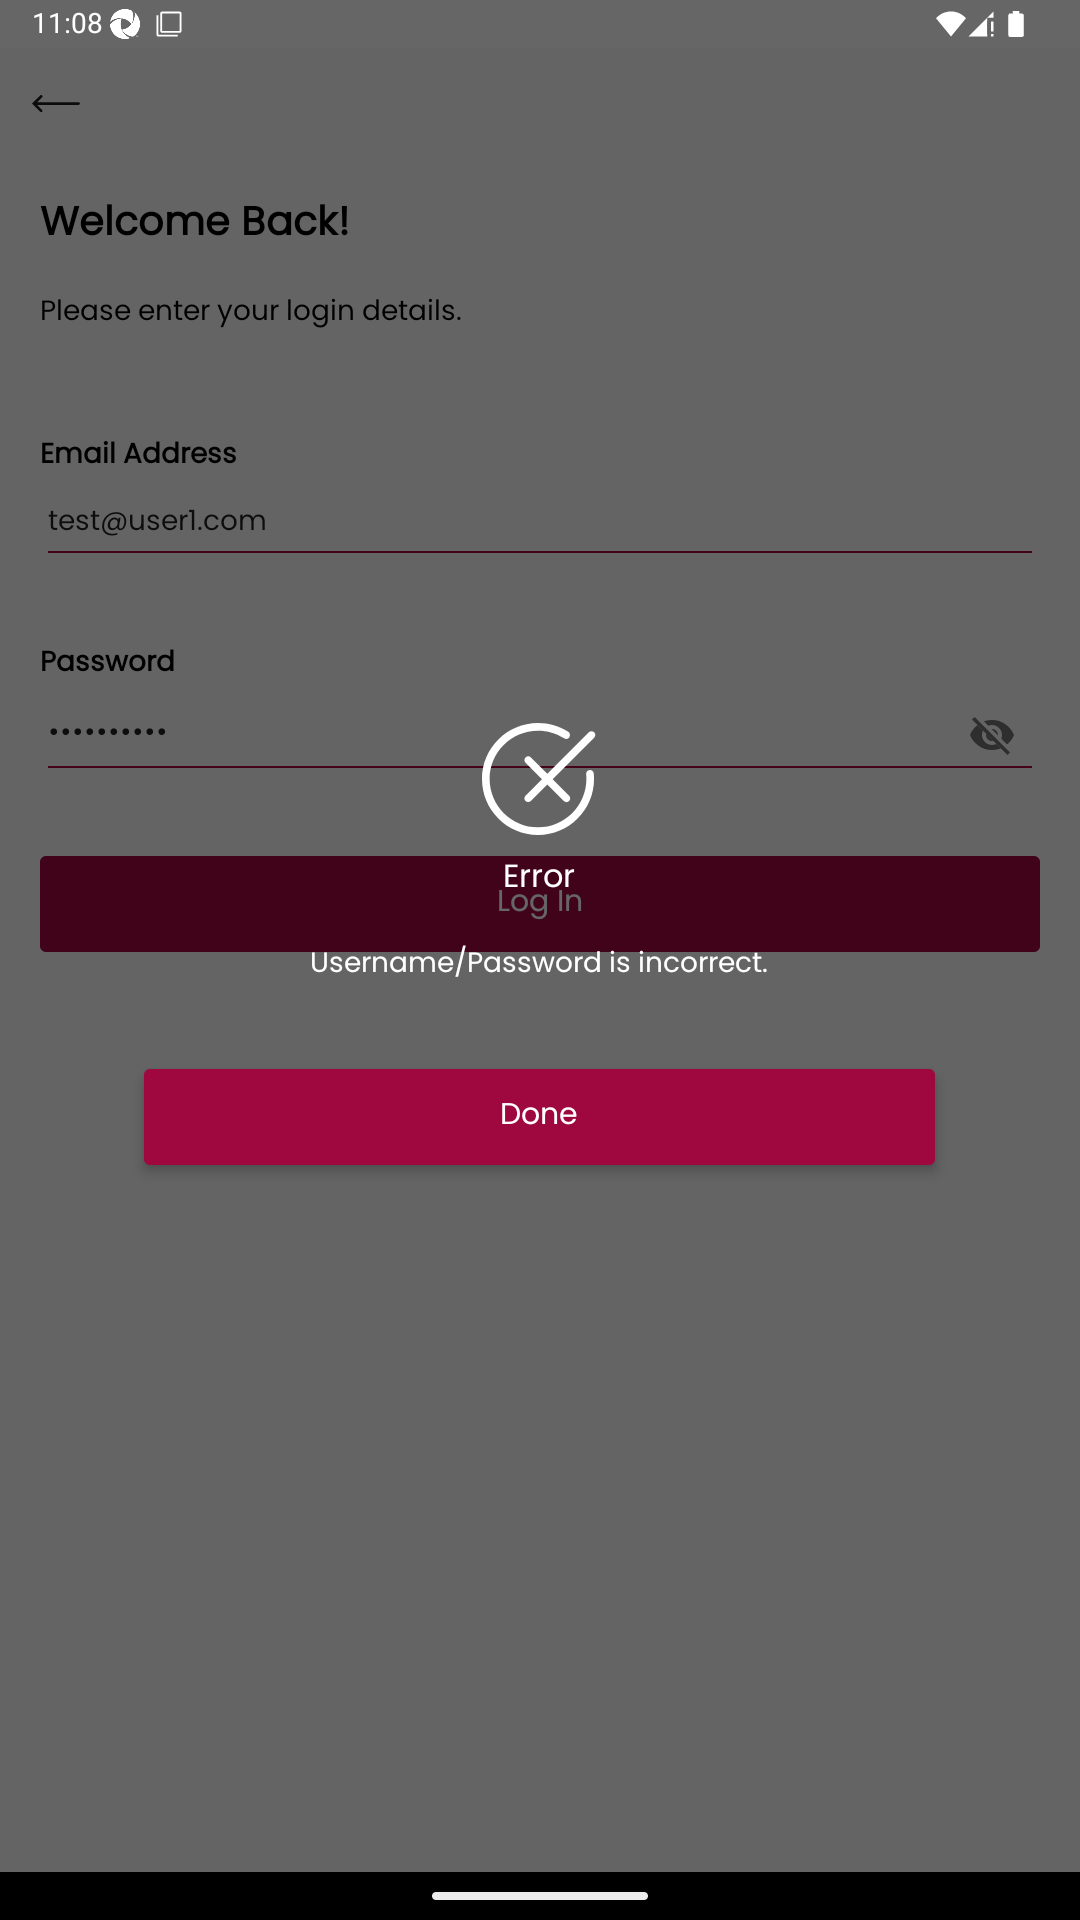 11:08
Welcome Back!
Please enter your login details.
Email Address
test@user1.com
Password
••••••••••
Error
Log In
Username/Password is incorrect.
Done